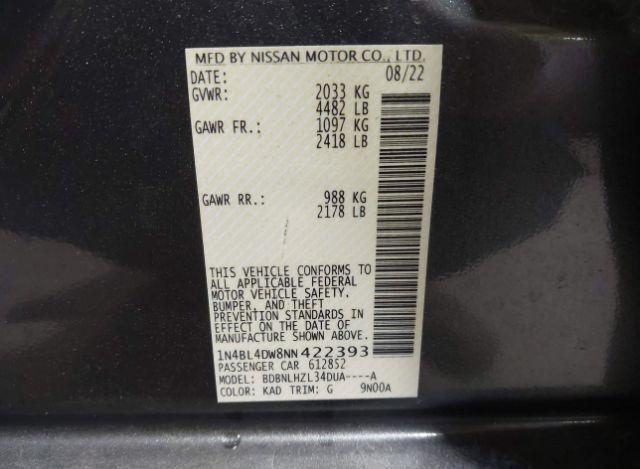 MFD BY NISSAN MOTOR CO., LTD.
DATE: 08/22
GVWR: 2033 KG
4482 LB
GAWR FR.: 1097 KG
2418 LB
GAWR RR.: 988 KG
2178 LB
THIS VEHICLE CONFORMS TO
ALL APPLICABLE FEDERAL
MOTOR VEHICLE SAFETY,
BUMPER, AND THEFT
PREVENTION STANDARDS IN
EFFECT ON THE DATE OF
MANUFACTURE SHOWN ABOVE.
1N4BL4DW8NN422393
PASSENGER CAR 612852
MODEL: BDBNLHZL34DUA----A
COLOR: KAD TRIM: G 9N00A